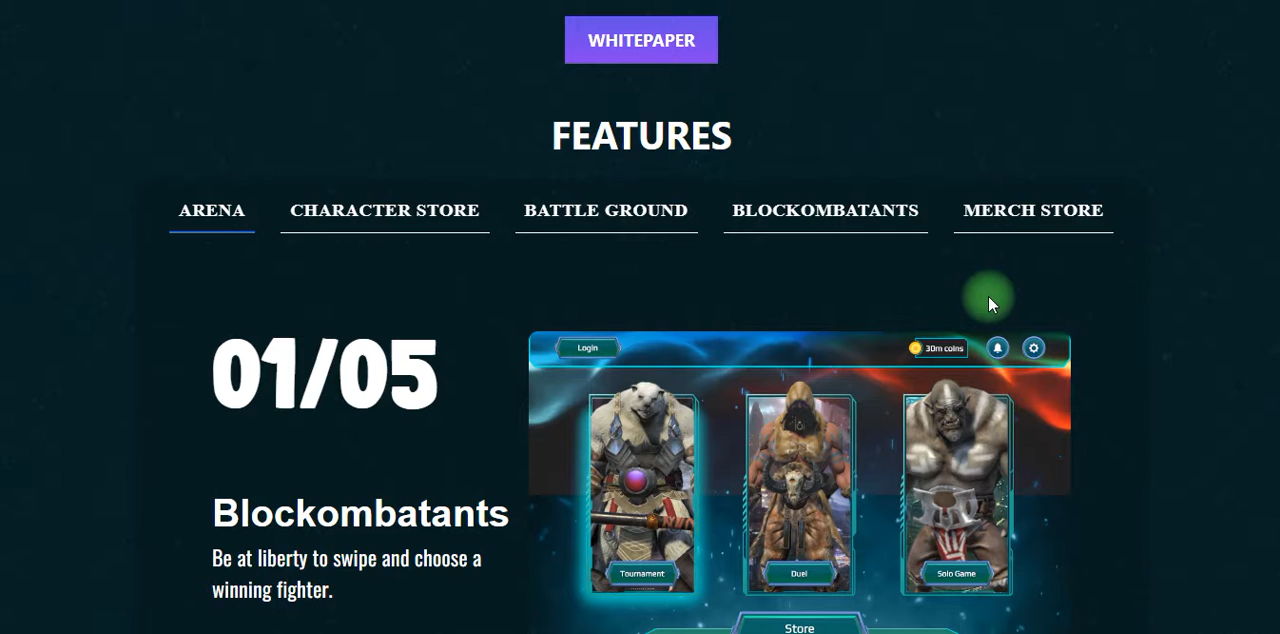 WHITEPAPER
FEATURES
ARENA CHARACTER STORE BATTLE GROUND BLOCKOMBATANTS MERCH STORE
01/05
Blockombatants
Be at liberty to swipe and choose a
winning fighter.
Login 30m coins
Tournament Duel Solo Game
Store